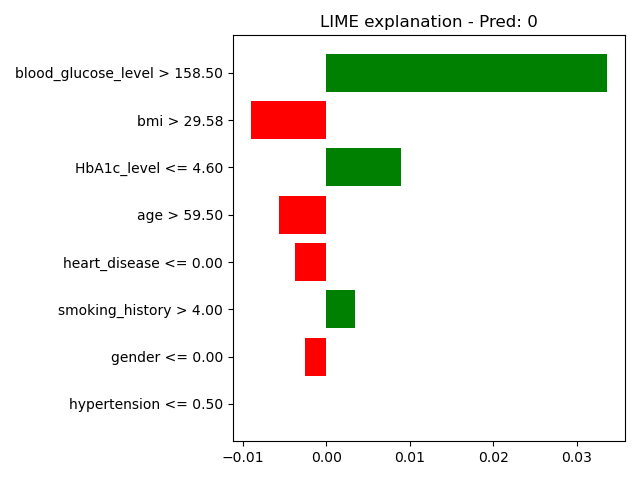 LIME explanation - Pred: 0
blood_glucose_level > 158.50
bmi > 29.58
HbA1c_level <= 4.60
age > 59.50
heart_disease <= 0.00
smoking_history > 4.00
gender <= 0.00
hypertension <= 0.50
−0.01 0.00 0.01 0.02 0.03